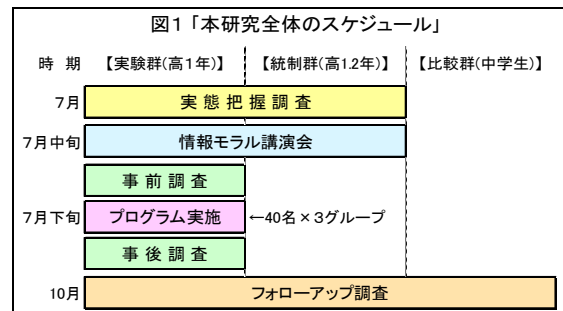 図1 「本研究全体のスケジュール」
時 期 【実験群(高1年)】 【統制群(高1.2年)】 【比較群(中学生)】
7月 実 態 把 握 調 査
7月中旬 情報モラル講演会
事 前 調 査
7月下旬 プログラム実施 ←40名×3グループ
事 後 調 査
10月 フォローアップ調査